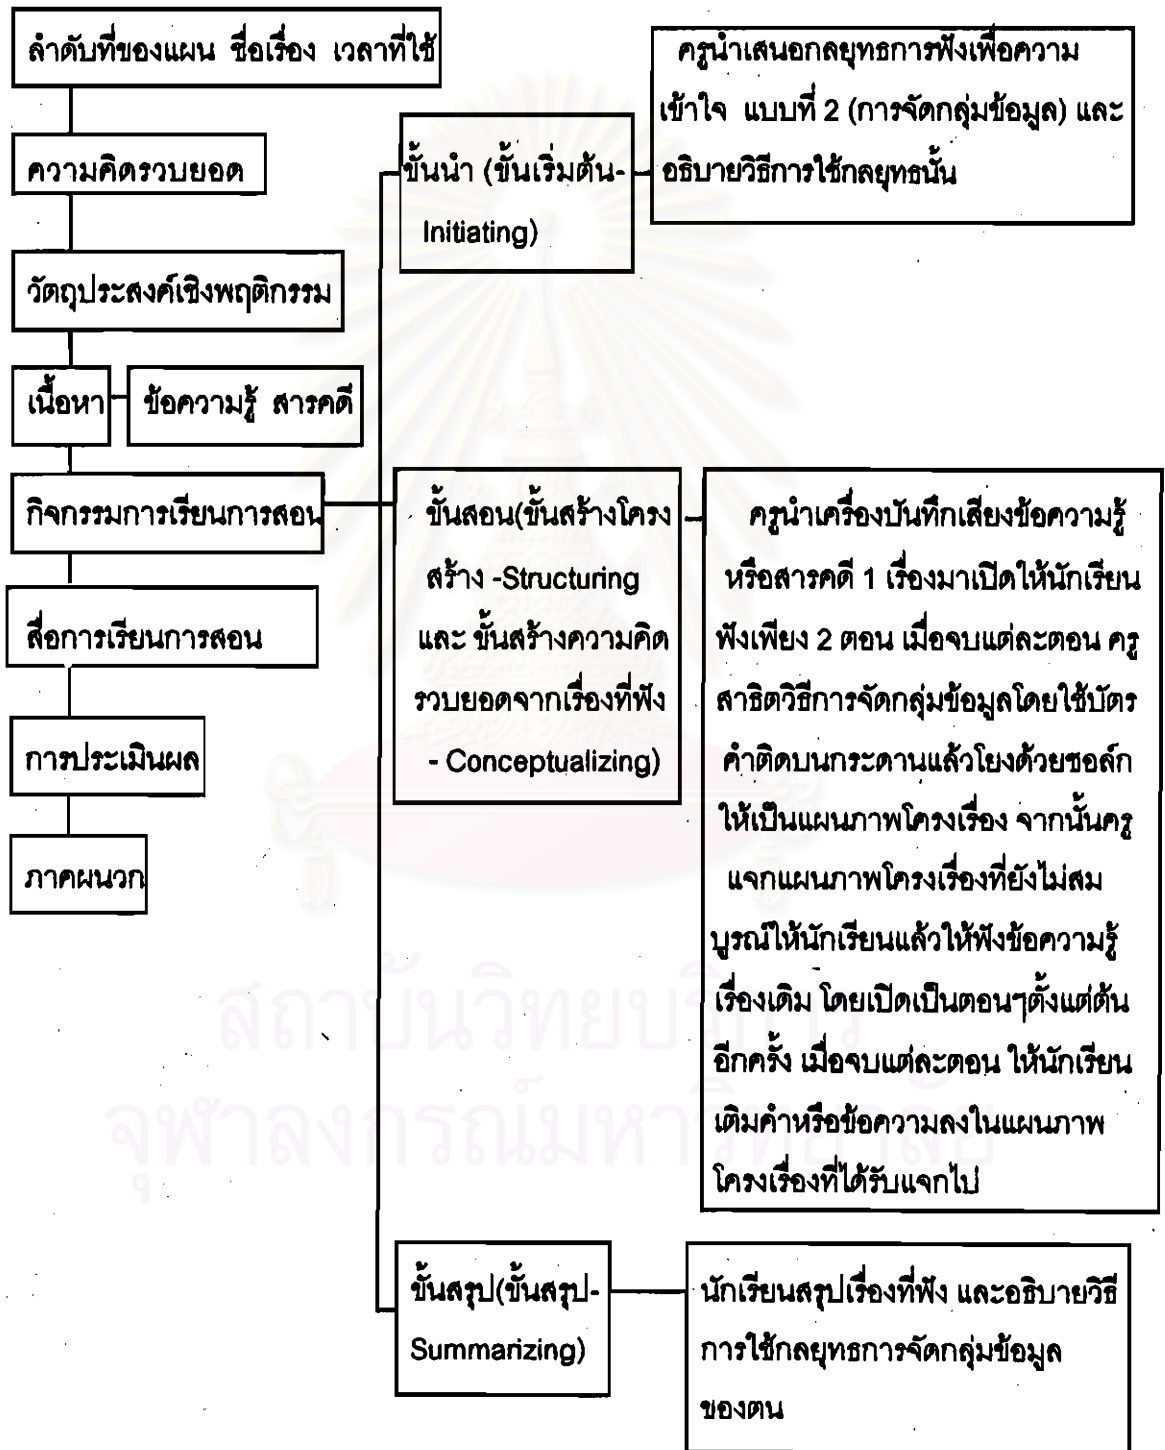 ลำดับที่ของแผน ชื่อเรื่อง เวลาที่ใช้
ความคิดรวบยอด
วัตถุประสงค์เชิงพฤติกรรม
เนื้อหา
ข้อความรู้ สารคดี
กิจกรรมการเรียนการสอน
สื่อการเรียนการสอน
การประเมินผล
ภาคผนวก
ขั้นนำ (ขั้นเริ่มต้น-
Initiating)
ครูนำเสนอกลยุทธการฟังเพื่อความ
เข้าใจ แบบที่ 2 (การจัดกลุ่มข้อมูล) และ
อธิบายวิธีการใช้กลยุทธนั้น
ขั้นสอน(ขั้นสร้างโครง
สร้าง -Structuring
และ ขั้นสร้างความคิด
รวบยอดจากเรื่องที่ฟัง
- Conceptualizing)
ครูนำเครื่องบันทึกเสียงข้อความรู้
หรือสารคดี 1 เรื่องมาเปิดให้นักเรียน
ฟังเพียง 2 ตอน เมื่อจบแต่ละตอน ครู
สาธิตวิธีการจัดกลุ่มข้อมูลโดยใช้บัตร
คำติดบนกระดานแล้วโยงด้วยชอล์ก
ให้เป็นแผนภาพโครงเรื่อง จากนั้นครู
แจกแผนภาพโครงเรื่องที่ยังไม่สม
บูรณ์ให้นักเรียนแล้วให้ฟังข้อความรู้
เรื่องเดิม โดยเปิดเป็นตอนๆตั้งแต่ต้น
อีกครั้ง เมื่อจบแต่ละตอน ให้นักเรียน
เติมคำหรือข้อความลงในแผนภาพ
โครงเรื่องที่ได้รับแจกไป
ขั้นสรุป(ขั้นสรุป-
Summarizing)
นักเรียนสรุปเรื่องที่ฟัง และอธิบายวิธี
การใช้กลยุทธการจัดกลุ่มข้อมูล
ของตน
สถาบันวิทยบริการ
จุฬาลงกรณ์มหาวิทยาลัย